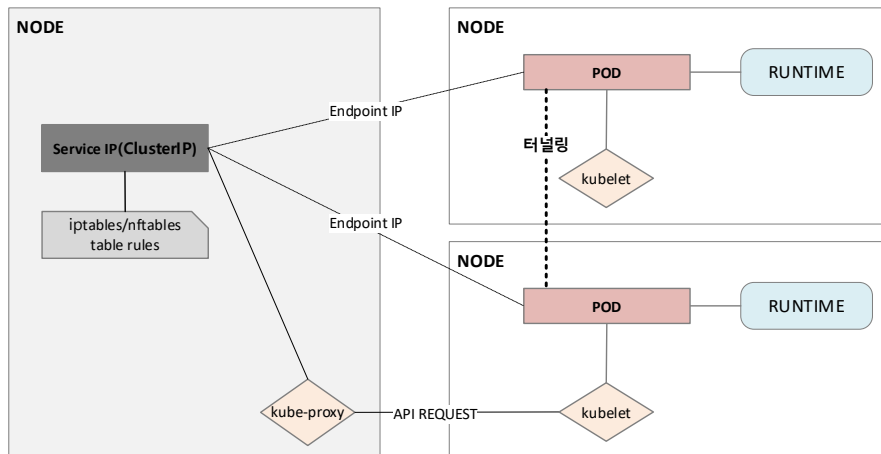 NODE
Service IP(ClusterIP)
iptables/nftables
table rules
Endpoint IP
Endpoint IP
kube-proxy
API REQUEST
NODE
POD
RUNTIME
터널링
kubelet
NODE
POD
RUNTIME
kubelet